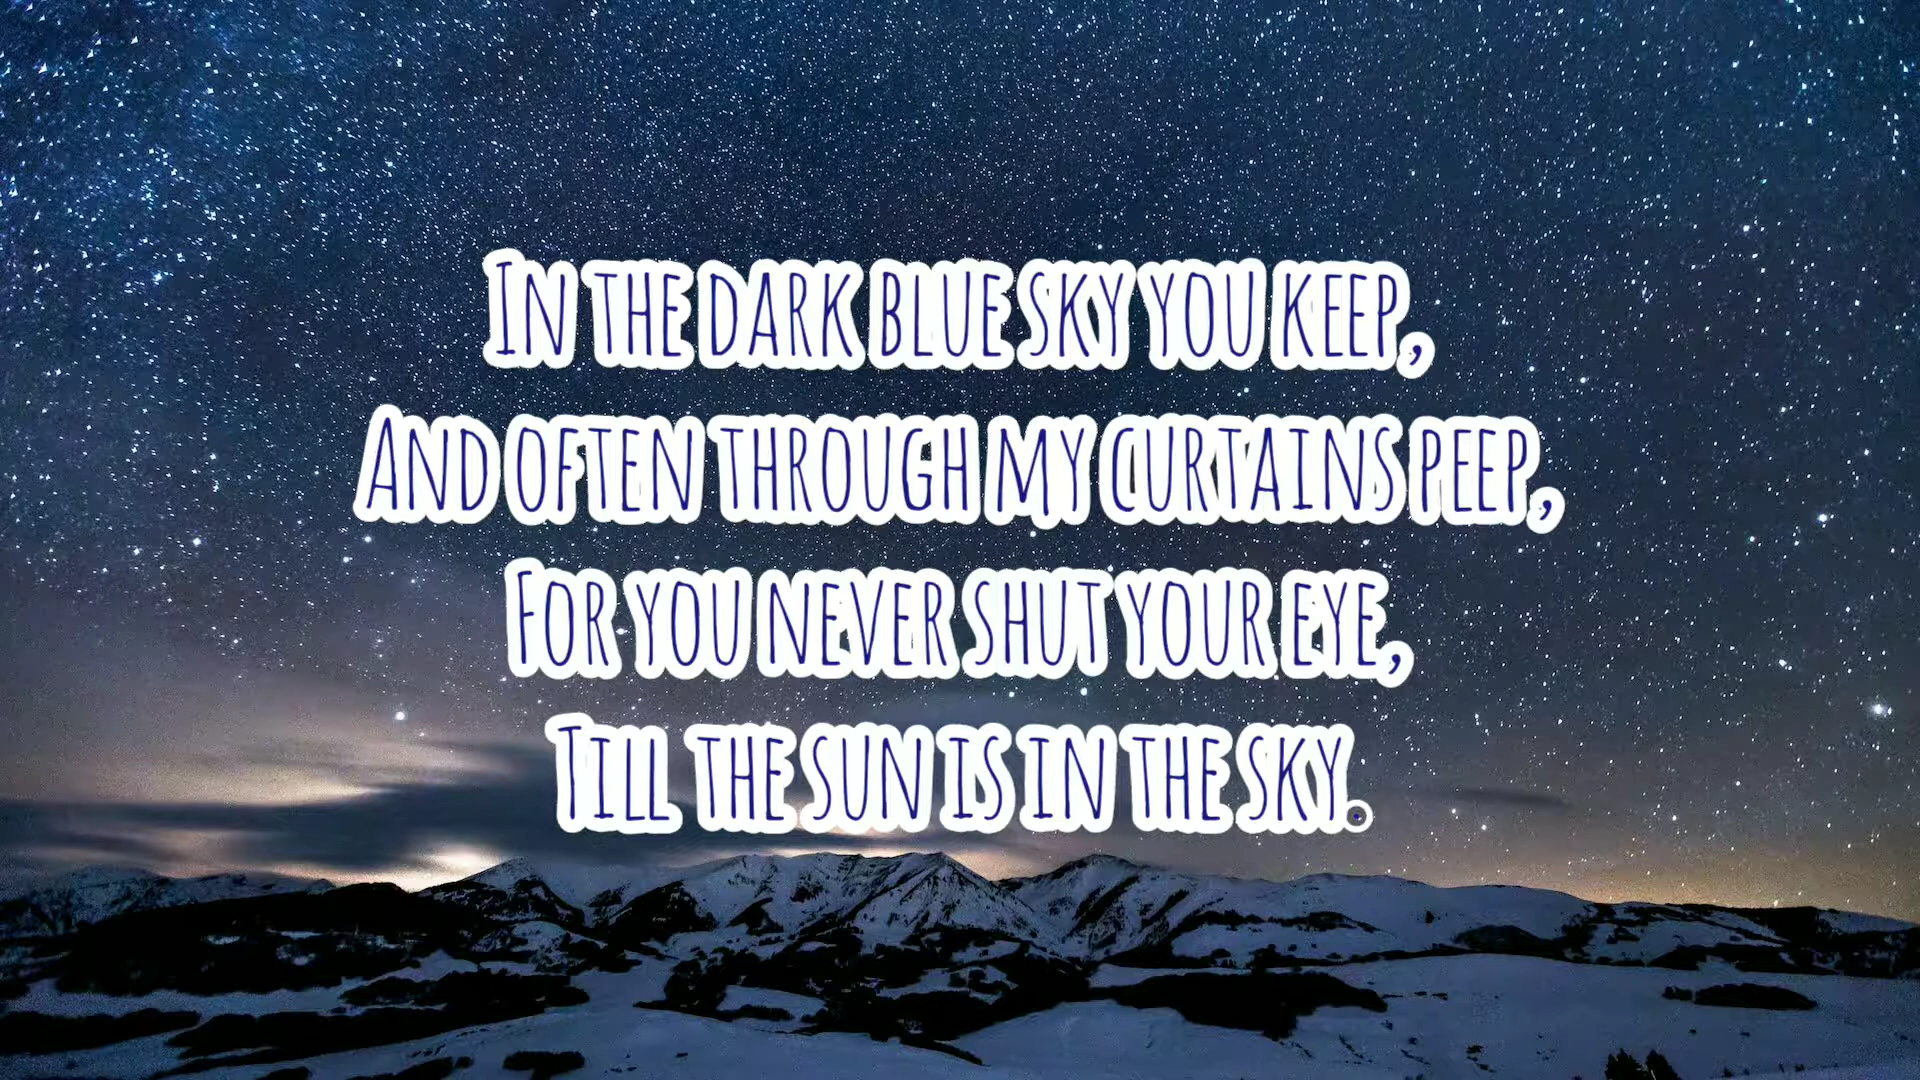 In the dark blue sky you keep,
And often through my curtains peep,
For you never shut your eye,
Till the sun is in the sky.